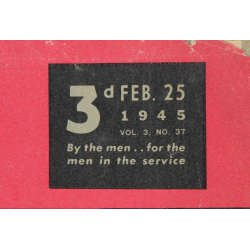 3d FEB. 25
1945
VOL. 3, NO. 37
By the men . . for the
men in the service